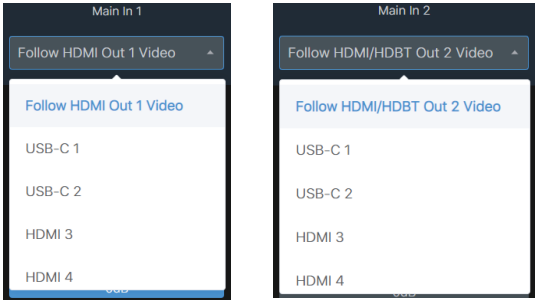 Main In 1
Follow HDMI Out 1 Video
Follow HDMI Out 1 Video
USB-C 1
USB-C 2
HDMI 3
HDMI 4
Main In 2
Follow HDMI/HDBT Out 2 Video
Follow HDMI/HDBT Out 2 Video
USB-C 1
USB-C 2
HDMI 3
HDMI 4